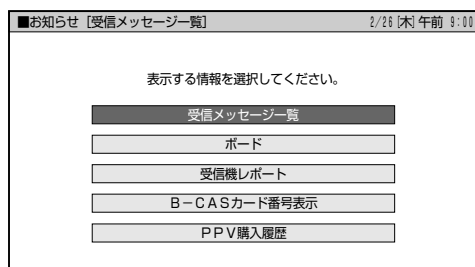 ■お知らせ [受信メッセージ一覧] 2/26 [木] 午前 9:00
表示する情報を選択してください。
受信メッセージ一覧
ボード
受信機レポート
B-CASカード番号表示
PPV購入履歴